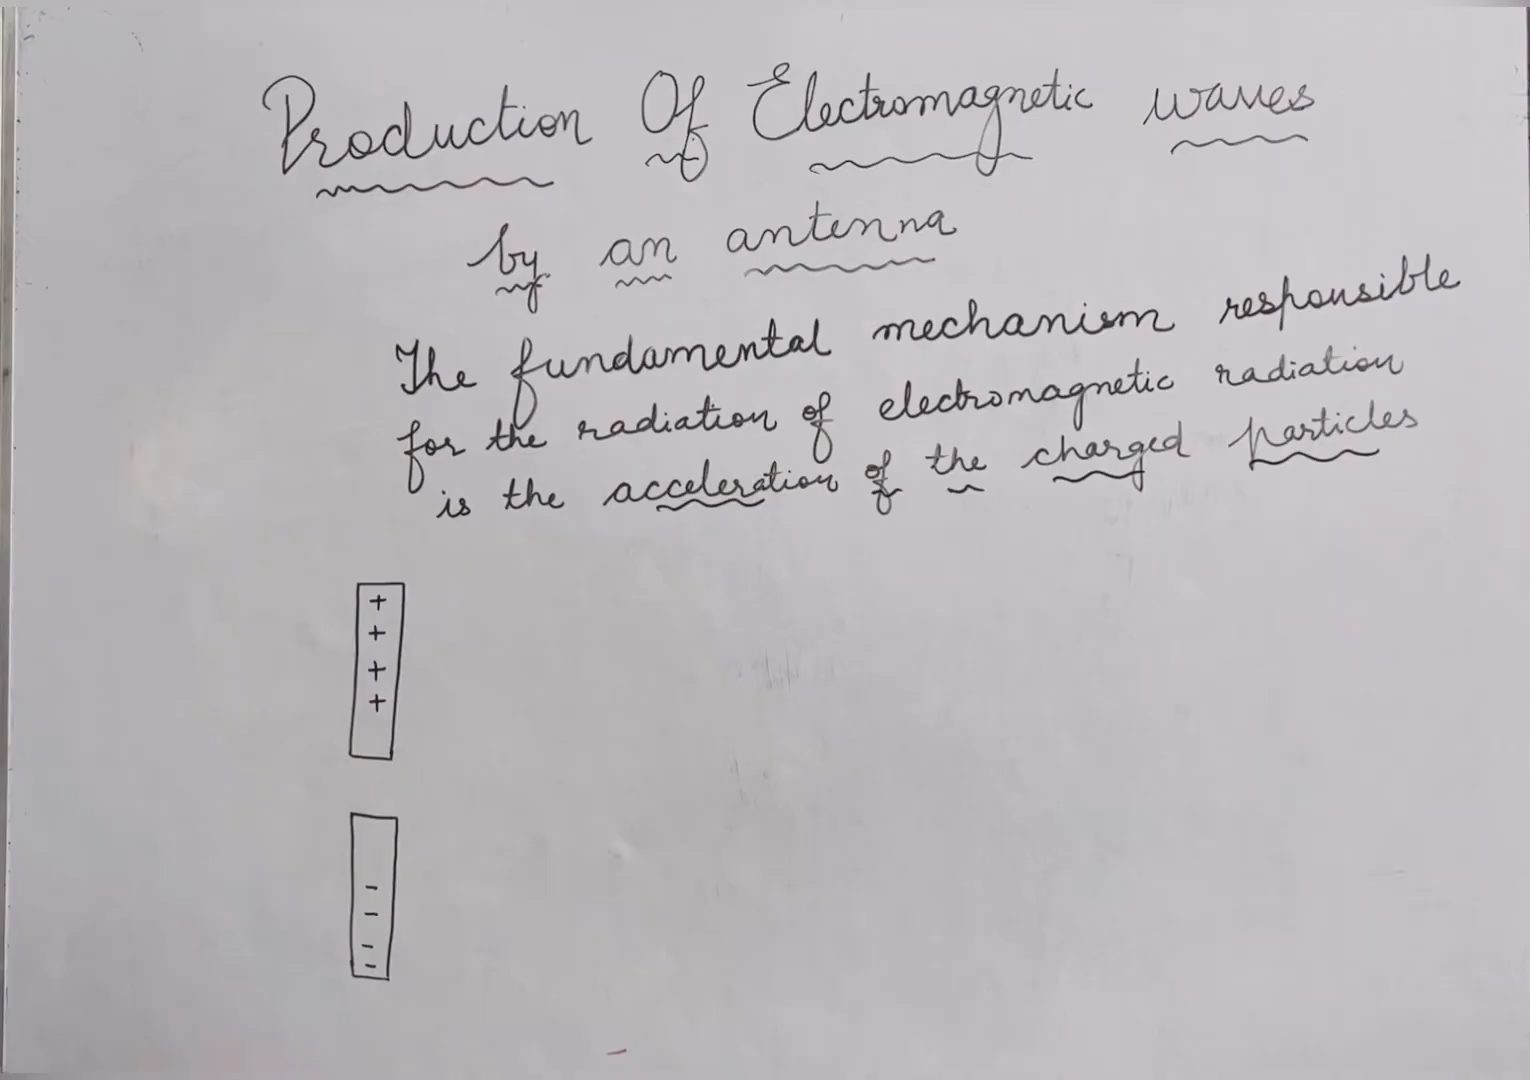 Production Of Electromagnetic waves
by an antenna
The fundamental mechanism responsible
for the radiation of electromagnetic radiation
is the acceleration of the charged particles
+
+
+
+
-
-
-
-